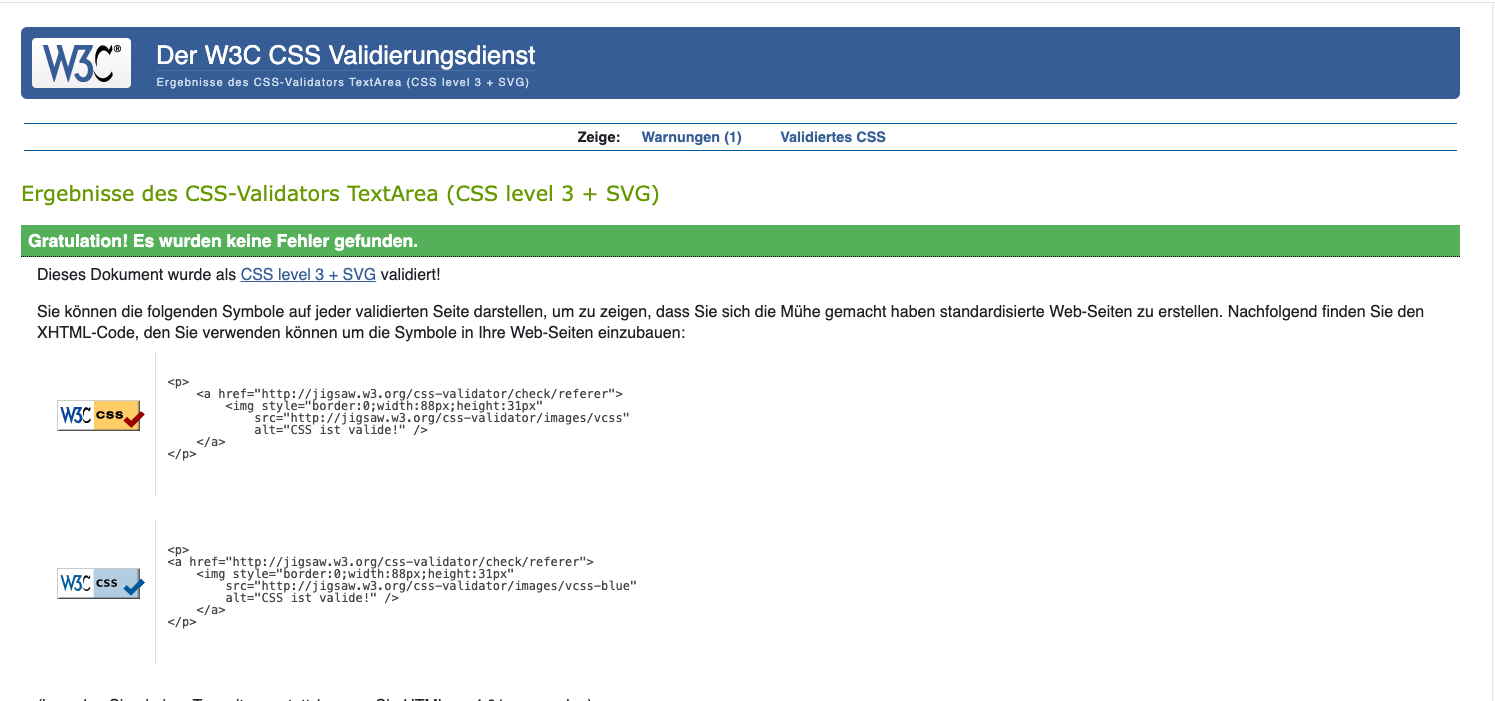 W3C®
Der W3C CSS Validierungsdienst
Ergebnisse des CSS-Validators TextArea (CSS level 3 + SVG)
Zeige: Warnungen (1) Validiertes CSS
Ergebnisse des CSS-Validators TextArea (CSS level 3 + SVG)
Gratulation! Es wurden keine Fehler gefunden.
Dieses Dokument wurde als CSS level 3 + SVG validiert!
Sie können die folgenden Symbole auf jeder validierten Seite darstellen, um zu zeigen, dass Sie sich die Mühe gemacht haben standardisierte Web-Seiten zu erstellen. Nachfolgend finden Sie den
XHTML-Code, den Sie verwenden können um die Symbole in Ihre Web-Seiten einzubauen:
W3C css
<p>
<a href="http://jigsaw.w3.org/css-validator/check/referer">
<img style="border:0;width:88px;height:31px"
src="http://jigsaw.w3.org/css-validator/images/vcss"
alt="CSS ist valide!" />
</a>
</p>
W3C css
<p>
<a href="http://jigsaw.w3.org/css-validator/check/referer">
<img style="border:0;width:88px;height:31px"
src="http://jigsaw.w3.org/css-validator/images/vcss-blue"
alt="CSS ist valide!" />
</a>
</p>